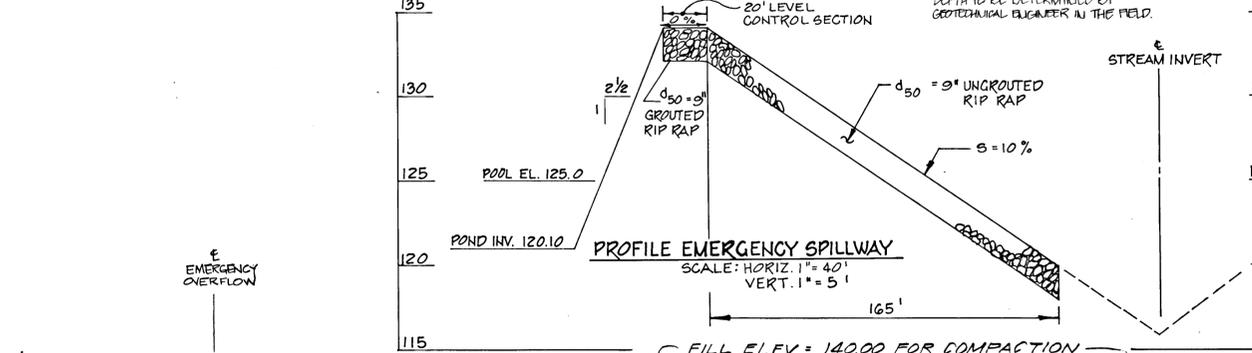 135
20' LEVEL
CONTROL SECTION
0%
GEOTECHNICAL ENGINEER IN THE FIELD.
℄
STREAM INVERT
130
2½
1
d50 = 9"
GROUTED
RIP RAP
d50 = 9" UNGROUTED
RIP RAP
S = 10%
125
POOL EL. 125.0
POND INV. 120.10
PROFILE EMERGENCY SPILLWAY
SCALE: HORIZ. 1" = 40'
VERT. 1" = 5'
℄
EMERGENCY
OVERFLOW
120
165'
115
FILL ELEV = 140.00 FOR COMPACTION